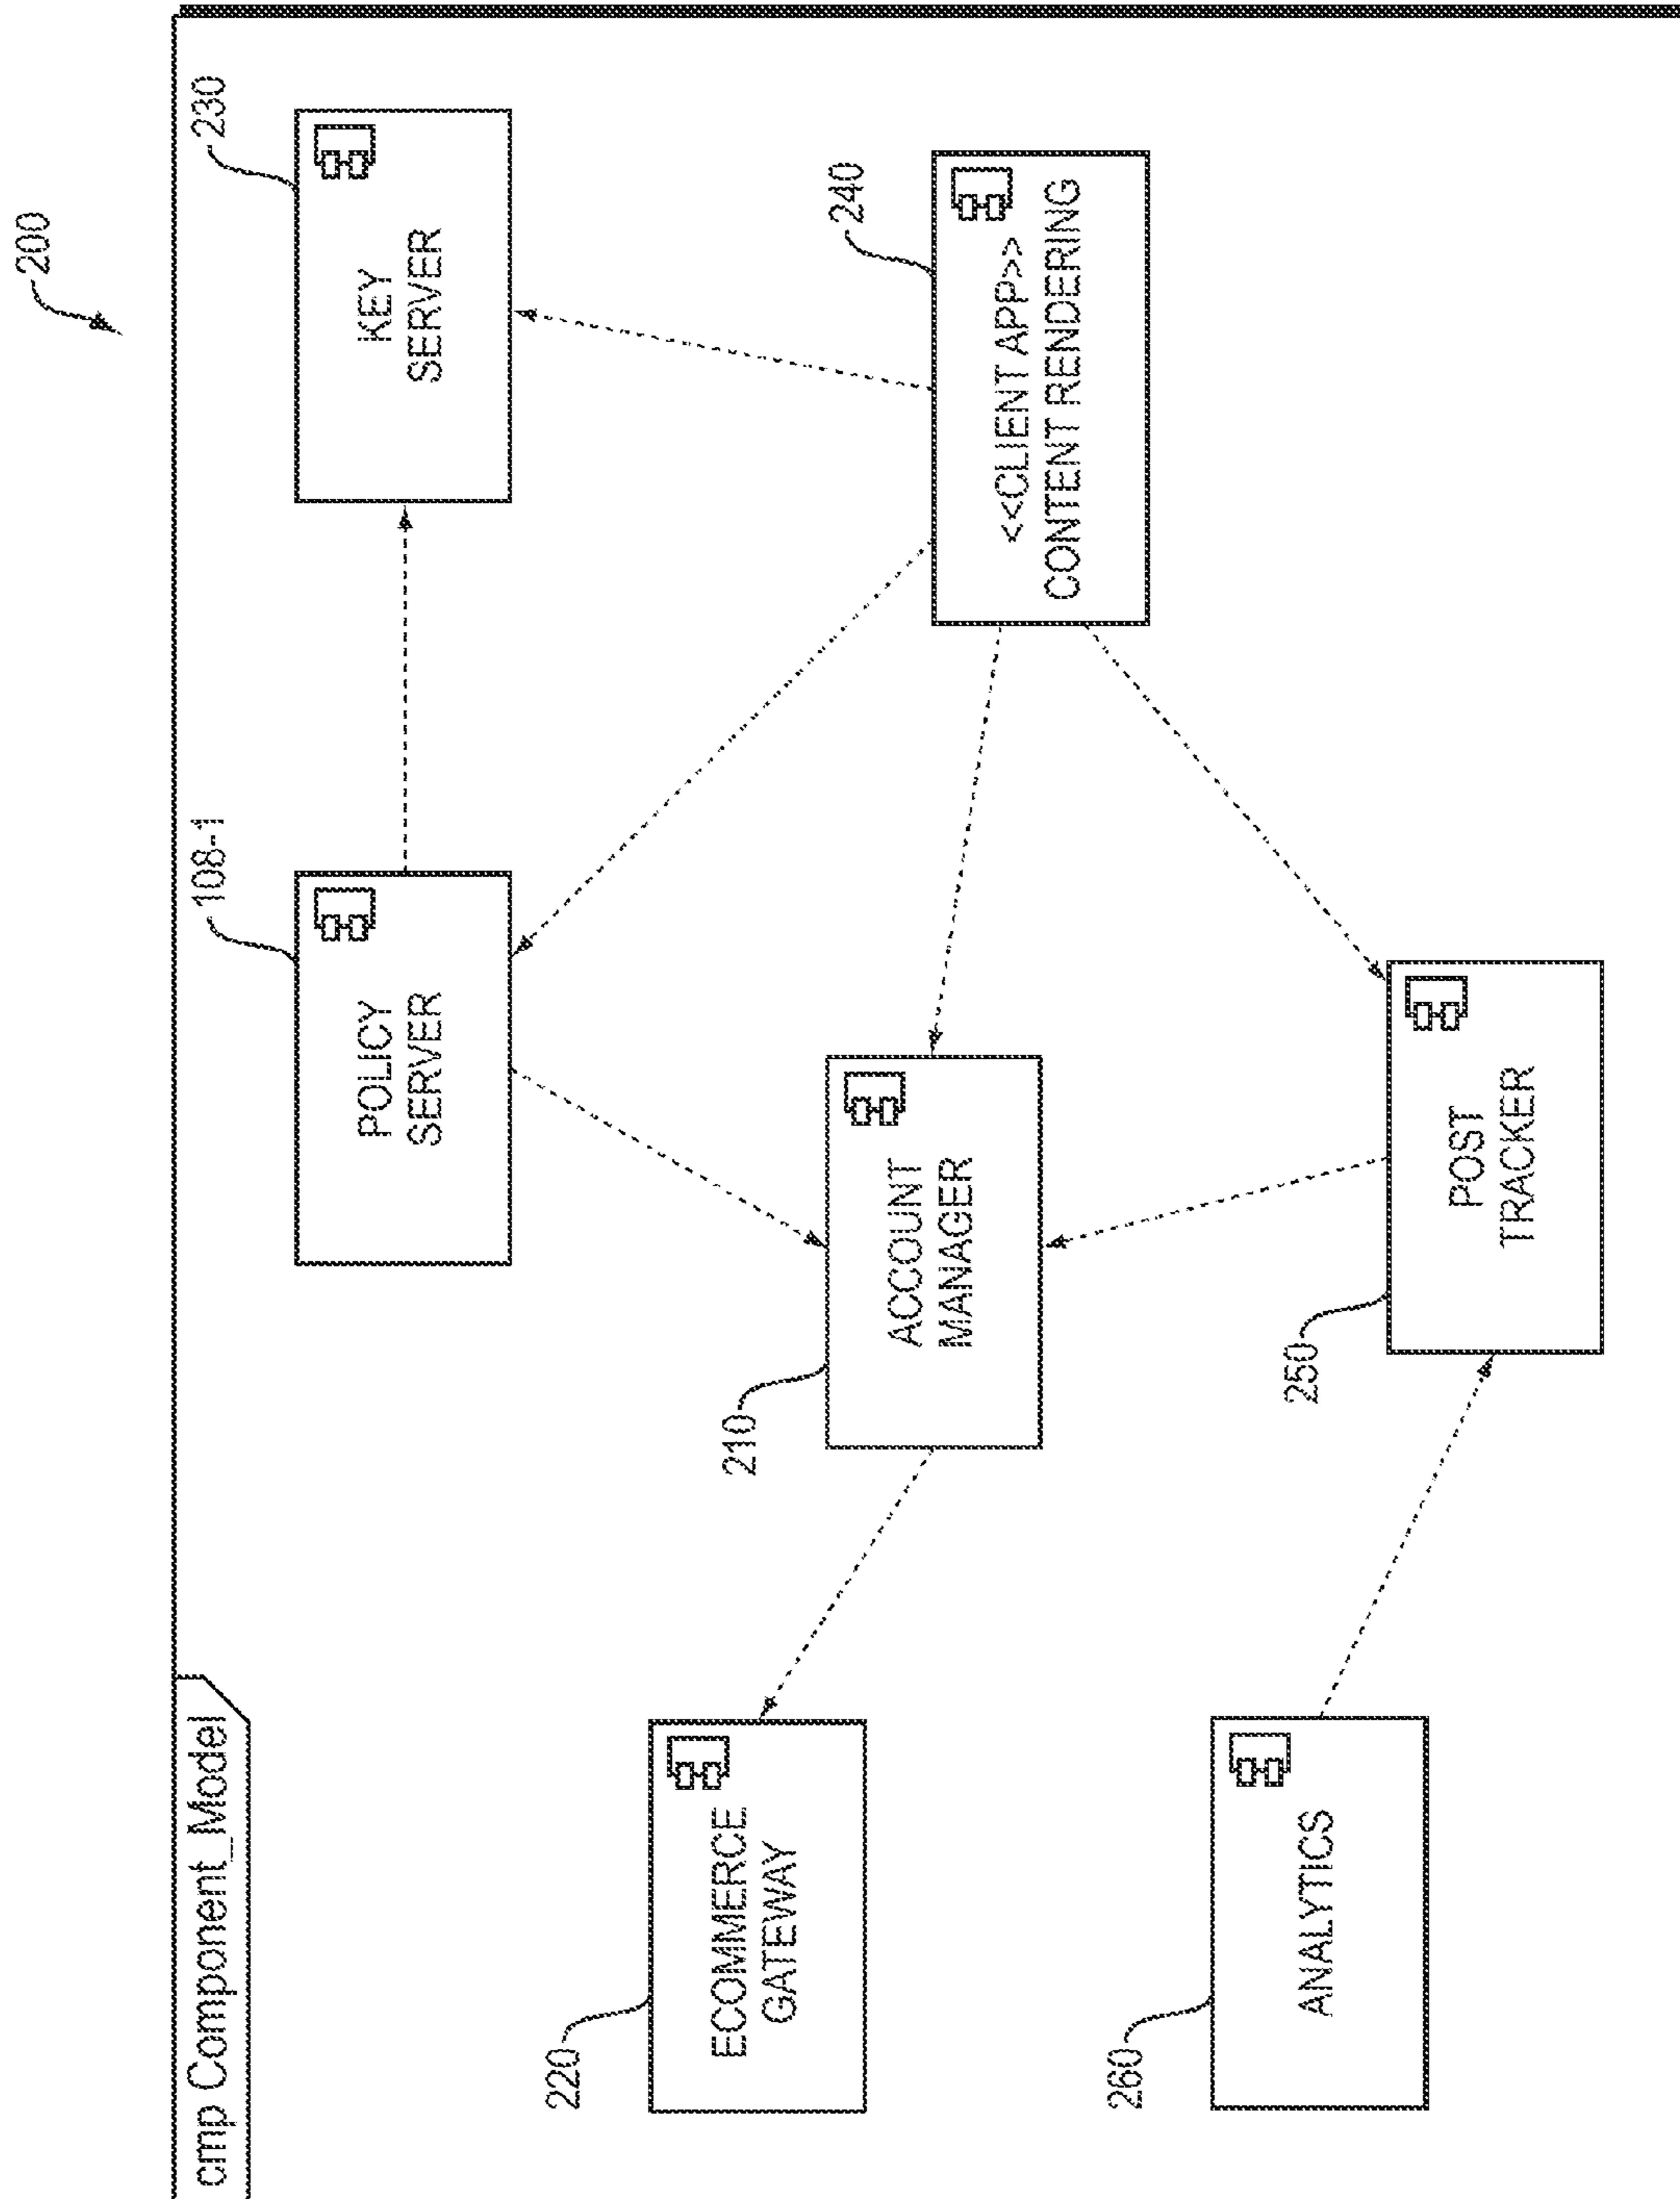 200
cmp Component_Model
108-1
230
POLICY
SERVER
KEY
SERVER
220
ECOMMERCE
GATEWAY
210
ACCOUNT
MANAGER
240
<<CLIENT APP>>
CONTENT RENDERING
260
ANALYTICS
250
POST
TRACKER